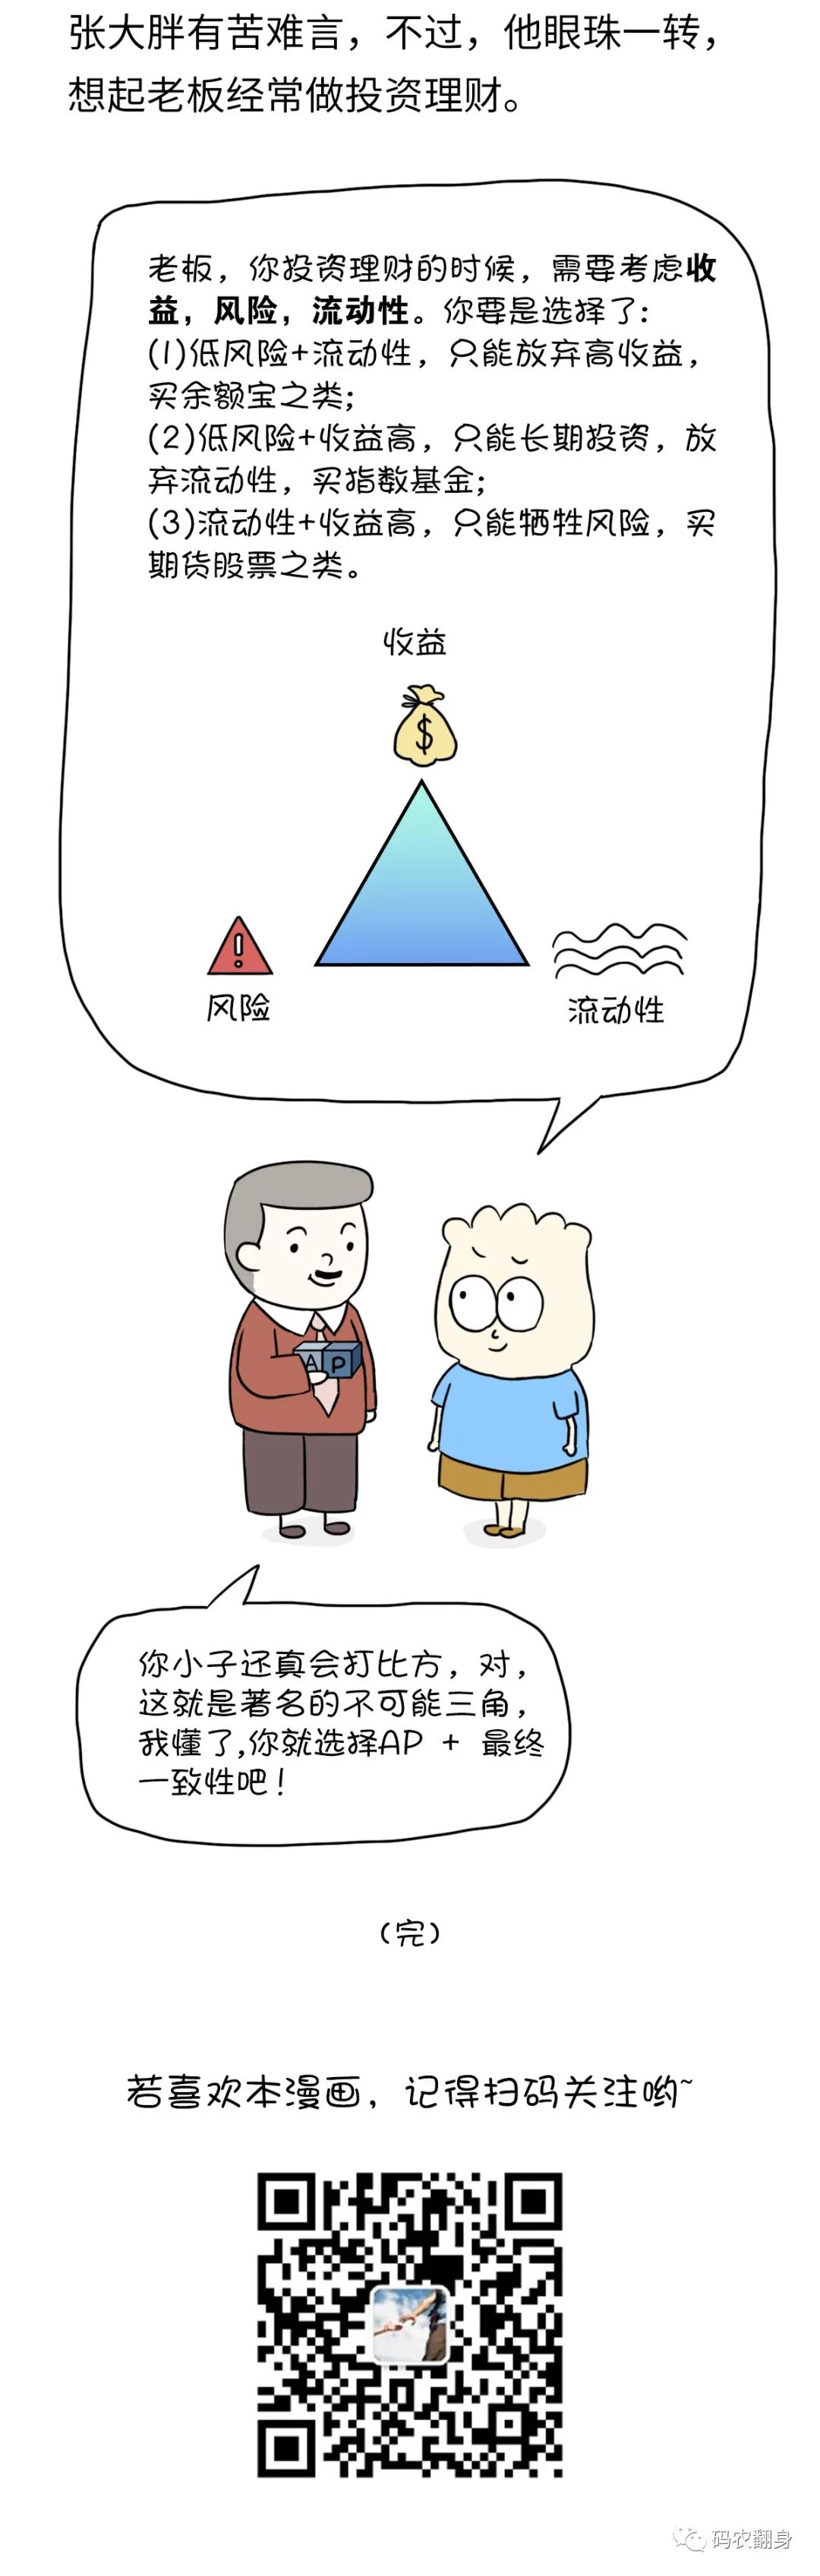 张大胖有苦难言，不过，他眼珠一转，
想起老板经常做投资理财。
老板，你投资理财的时候，需要考虑收
益，风险，流动性。你要是选择了:
(1)低风险+流动性，只能放弃高收益，
买余额宝之类;
(2)低风险+收益高，只能长期投资，放
弃流动性，买指数基金;
(3)流动性+收益高，只能牺牲风险，买
期货股票之类。
收益
$
!
风险
流动性
A P
你小子还真会打比方，对，
这就是著名的不可能三角，
我懂了,你就选择AP + 最终
一致性吧!
(完)
若喜欢本漫画，记得扫码关注哟~
码农翻身